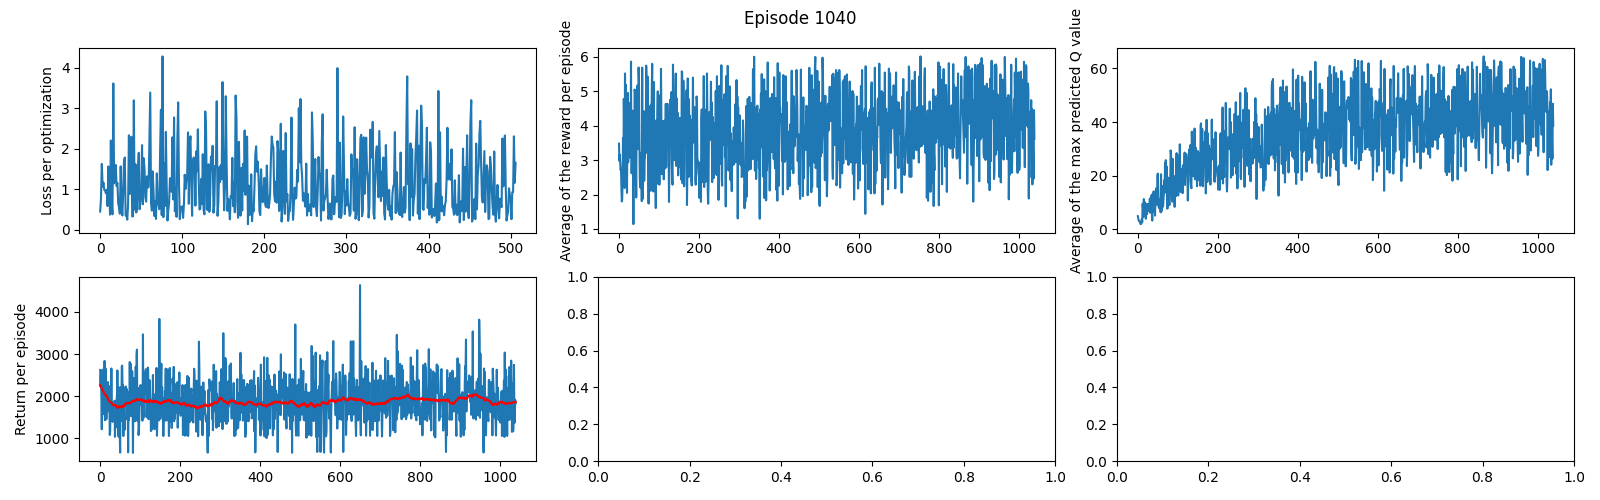 Episode 1040
Loss per optimization
4
3
2
1
0
0 100 200 300 400 500
Average of the reward per episode
6
5
4
3
2
1
0 200 400 600 800 1000
Average of the max predicted Q value
60
40
20
0
0 200 400 600 800 1000
Return per episode
4000
3000
2000
1000
0 200 400 600 800 1000
1.0
0.8
0.6
0.4
0.2
0.0
0.0 0.2 0.4 0.6 0.8 1.0
1.0
0.8
0.6
0.4
0.2
0.0
0.0 0.2 0.4 0.6 0.8 1.0